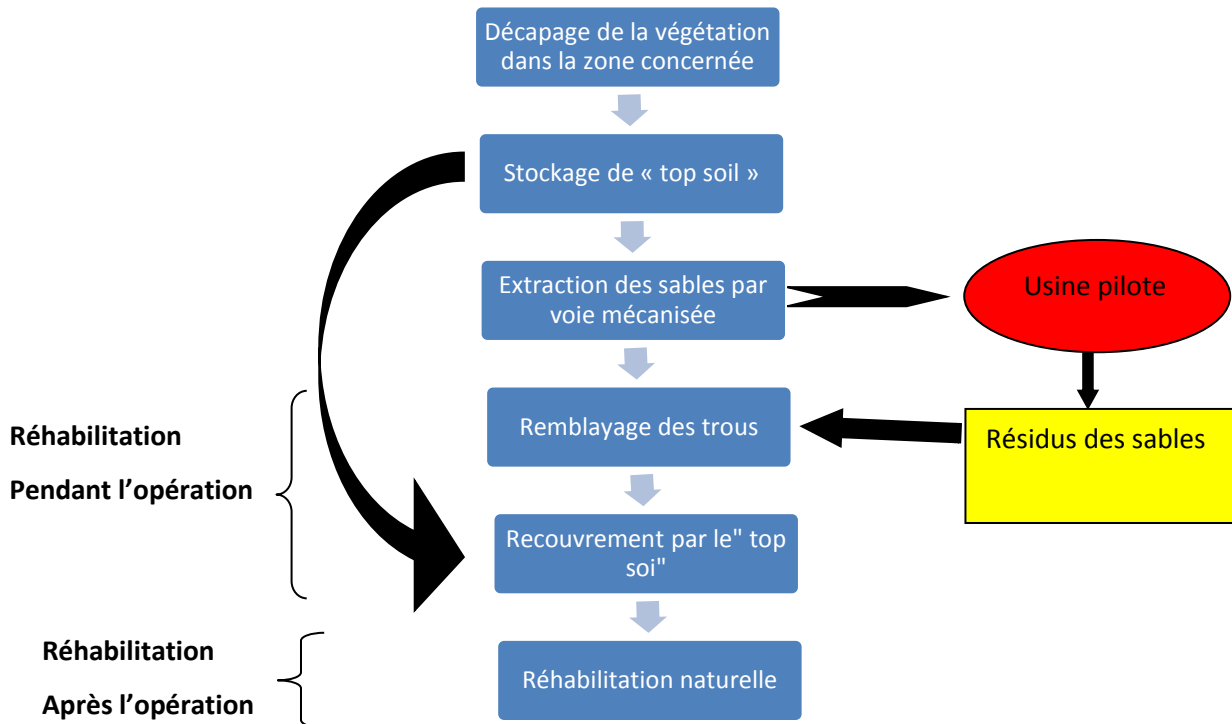 Décapage de la végétation
dans la zone concernée
Stockage de « top soil »
Extraction des sables par
voie mécanisée
Usine pilote
Remblayage des trous
Résidus des sables
Réhabilitation
Pendant l’opération
Recouvrement par le" top
soi"
Réhabilitation naturelle
Réhabilitation
Après l’opération